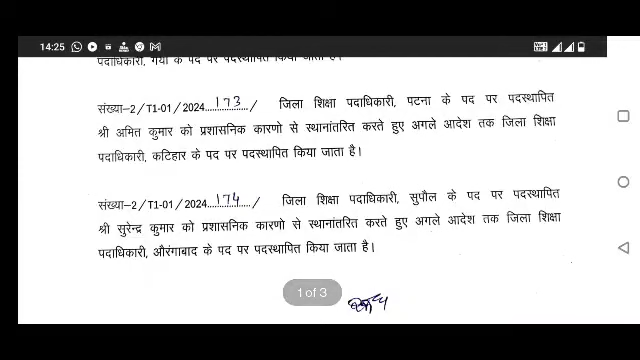 14:25
पदाधिकारी, गया के पद पर पदस्थापित किया जाता है।
संख्या–2/T1-01/2024....173..../ जिला शिक्षा पदाधिकारी, पटना के पद पर पदस्थापित
श्री अमित कुमार को प्रशासनिक कारणो से स्थानांतरित करते हुए अगले आदेश तक जिला शिक्षा
पदाधिकारी, कटिहार के पद पर पदस्थापित किया जाता है।
संख्या–2/T1-01/2024....174..../ जिला शिक्षा पदाधिकारी, सुपौल के पद पर पदस्थापित
श्री सुरेन्द्र कुमार को प्रशासनिक कारणो से स्थानांतरित करते हुए अगले आदेश तक जिला शिक्षा
पदाधिकारी, औरंगाबाद के पद पर पदस्थापित किया जाता है।
1 of 3